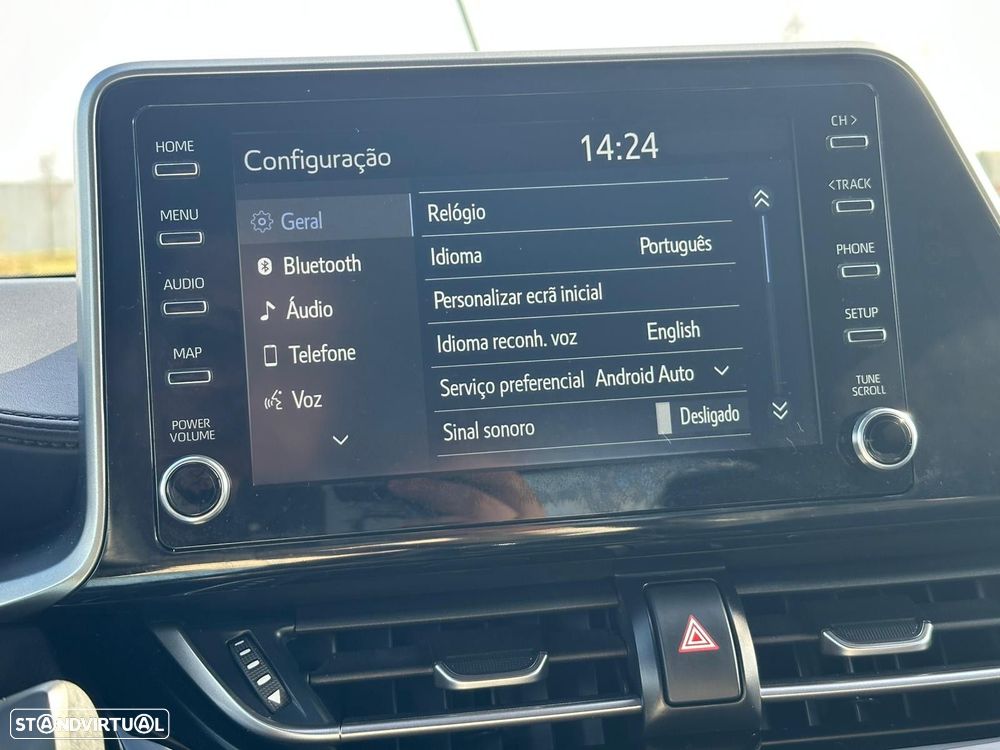 HOME
MENU
AUDIO
MAP
POWER
VOLUME
Configuração
14:24
Geral
Bluetooth
Áudio
Telefone
Voz
Relógio
Idioma Português
Personalizar ecrã inicial
Idioma reconh. voz English
Serviço preferencial Android Auto
Sinal sonoro Desligado
CH >
< TRACK
PHONE
SETUP
TUNE
SCROLL
STANDVIRTUAL